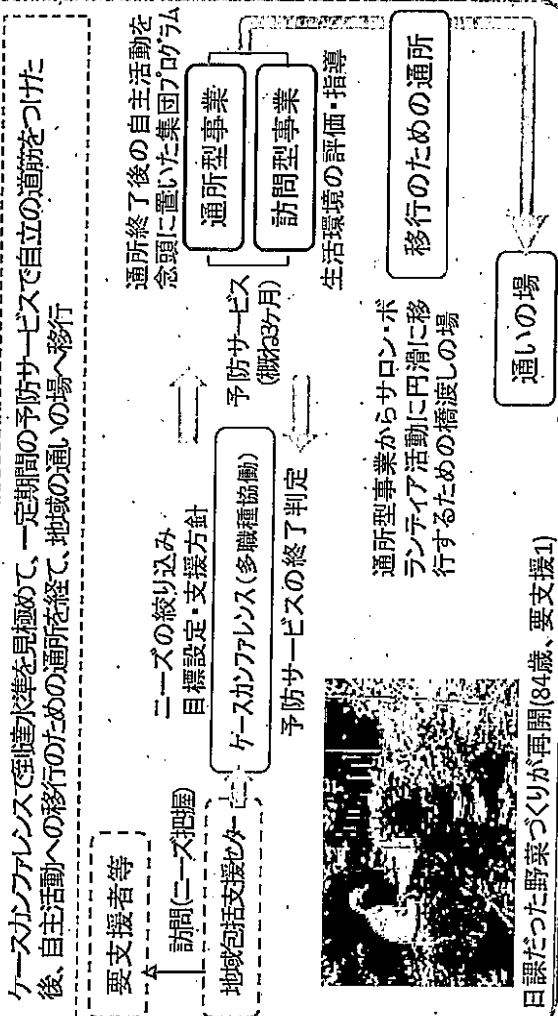 ケースカンファレンスで到達水準を見極めて、一定期間の予防サービスで自立の道筋をつけた
後、自主活動への移行のための通所を経て、地域の通いの場へ移行
要支援者等
訪問(ニーズ把握)
地域包括支援センター
ニーズの絞り込み
目標設定・支援方針
ケースカンファレンス(多職種協働)
予防サービスの終了判定
予防サービス
(概ね3ヶ月)
通所終了後の自主活動を
念頭に置いた集団プログラム
通所型事業
訪問型事業
生活環境の評価・指導
移行のための通所
通所型事業からサロン・ボ
ランティア活動に円滑に移
行するための橋渡しの場
通いの場
日課だった野菜づくりが再開(84歳、要支援1)